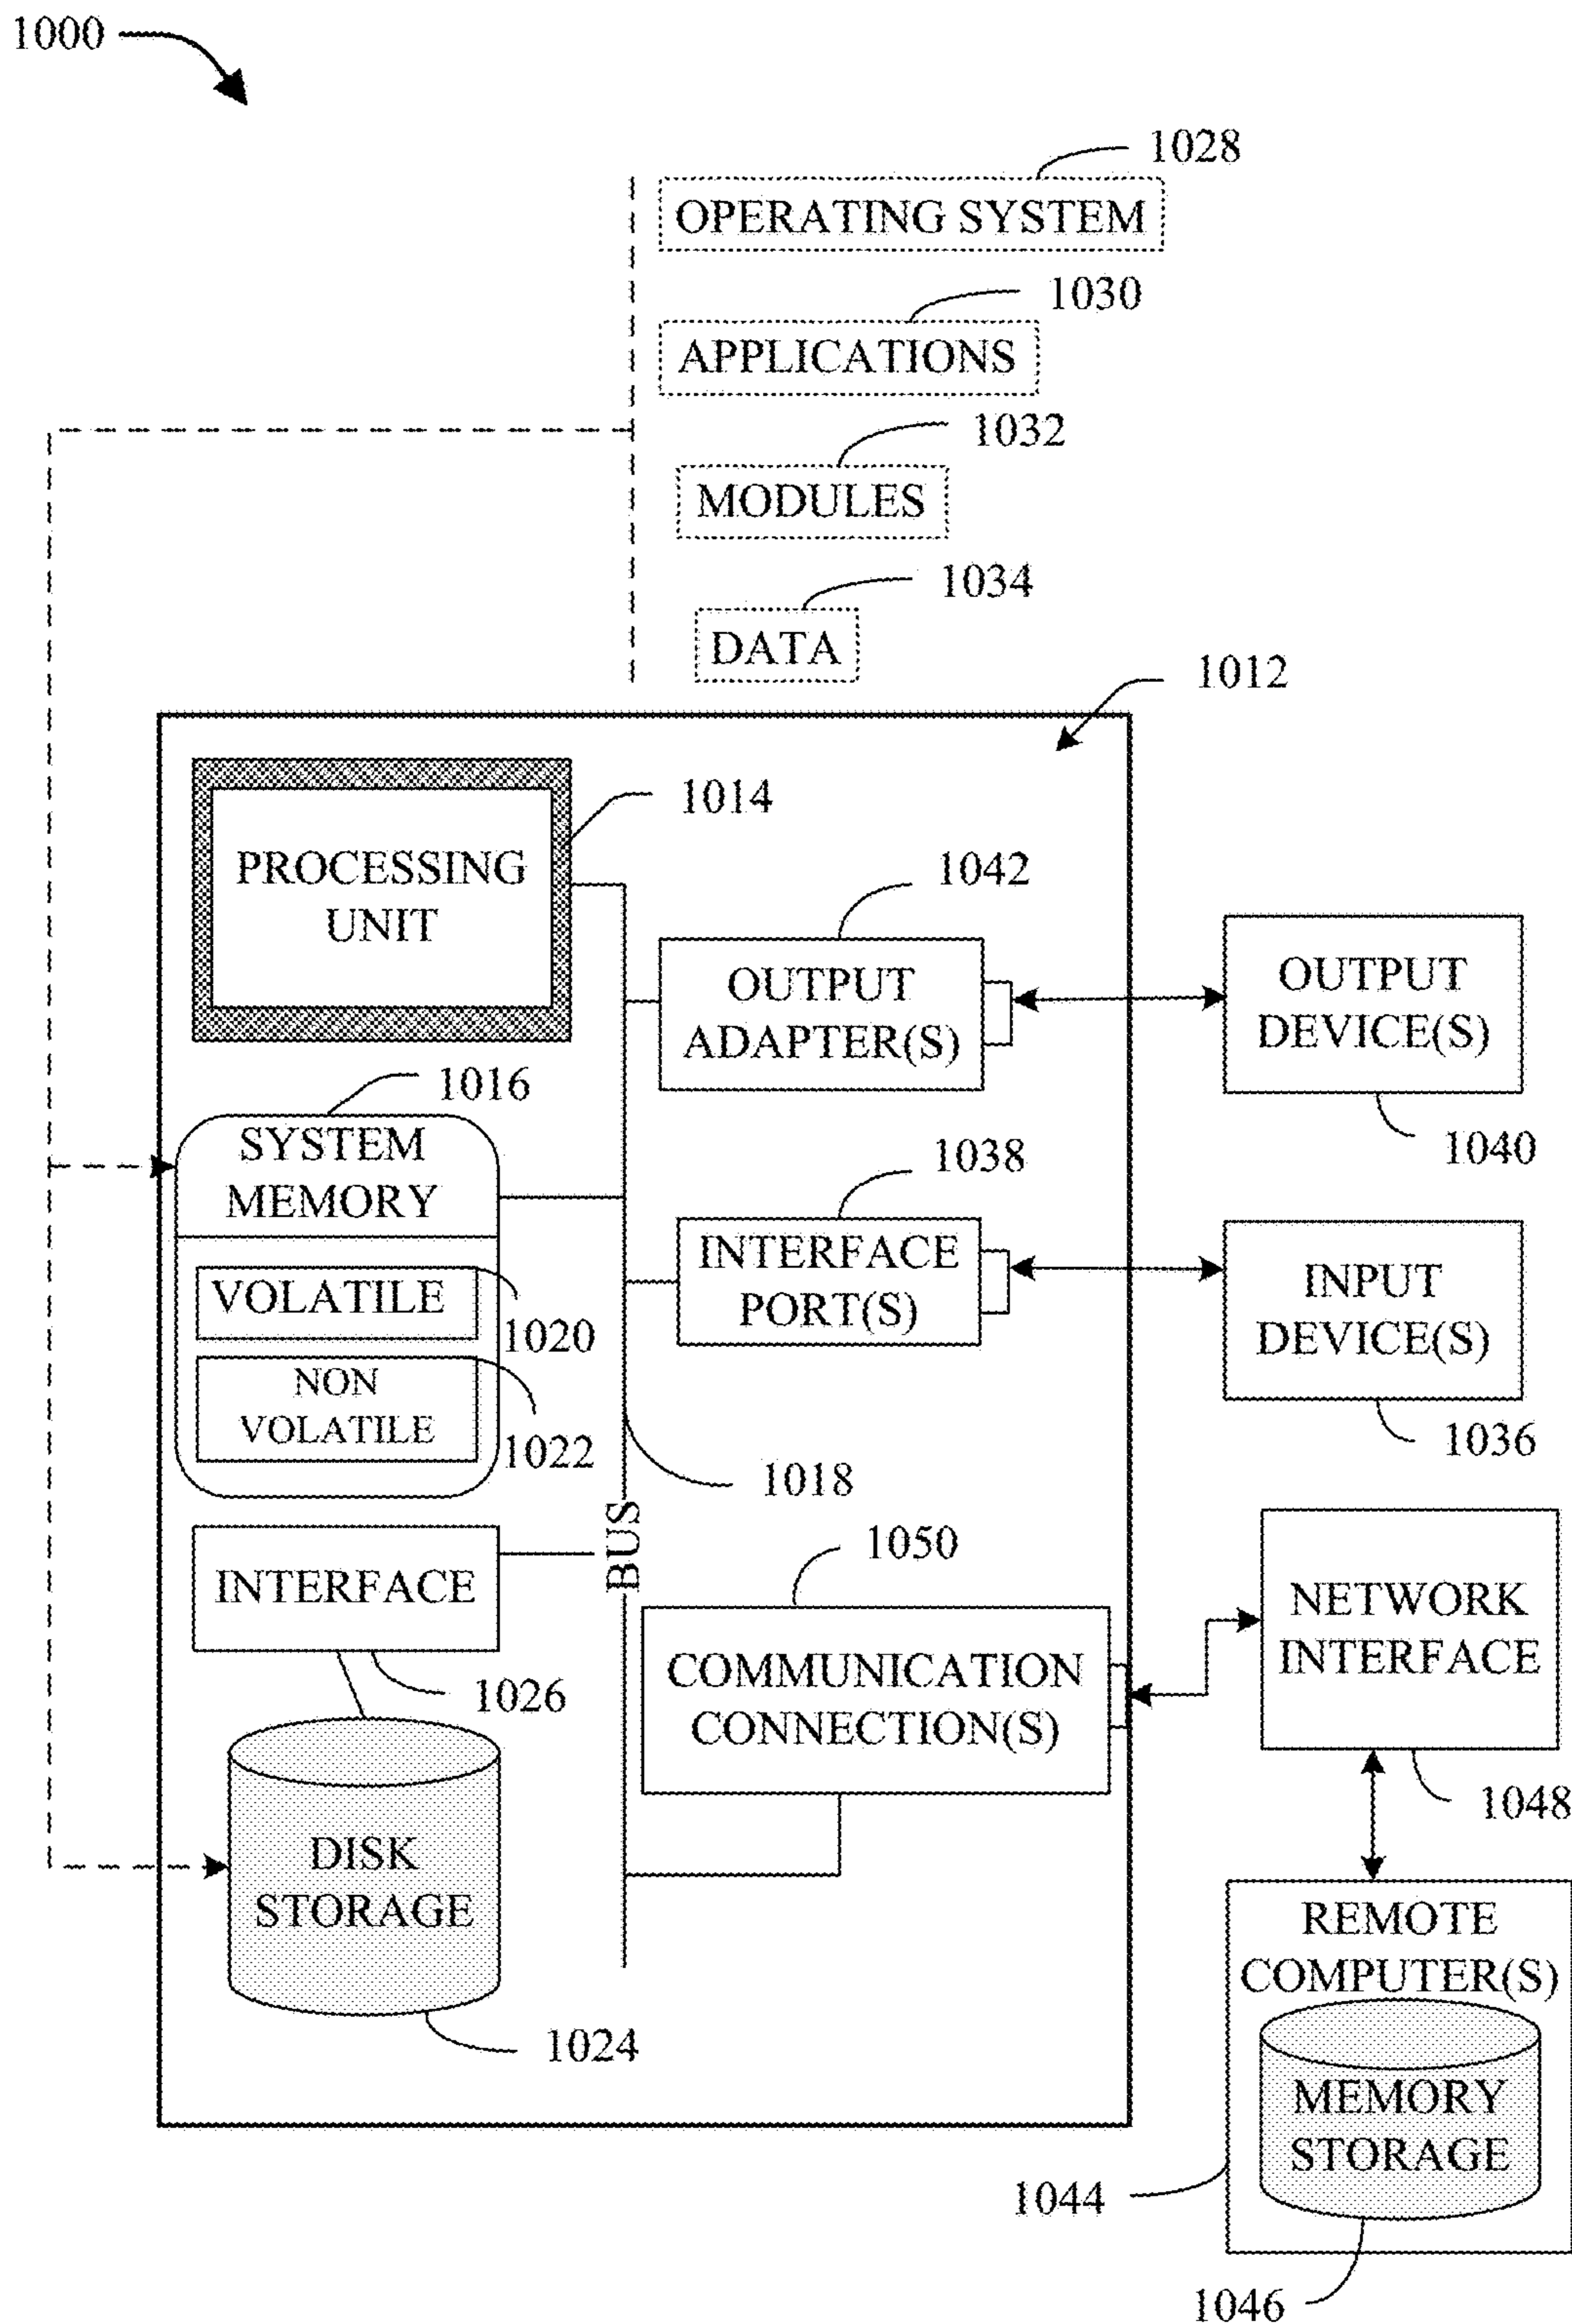 1000
1028
OPERATING SYSTEM
1030
APPLICATIONS
1032
MODULES
1034
DATA
1012
PROCESSING
UNIT
1014
1042
OUTPUT
ADAPTER(S)
OUTPUT
DEVICE(S)
1040
1016
SYSTEM
MEMORY
VOLATILE
1020
NON
VOLATILE
1022
1038
INTERFACE
PORT(S)
INPUT
DEVICE(S)
1036
1018
BUS
INTERFACE
1026
1050
COMMUNICATION
CONNECTION(S)
NETWORK
INTERFACE
1048
DISK
STORAGE
1024
REMOTE
COMPUTER(S)
MEMORY
STORAGE
1044
1046